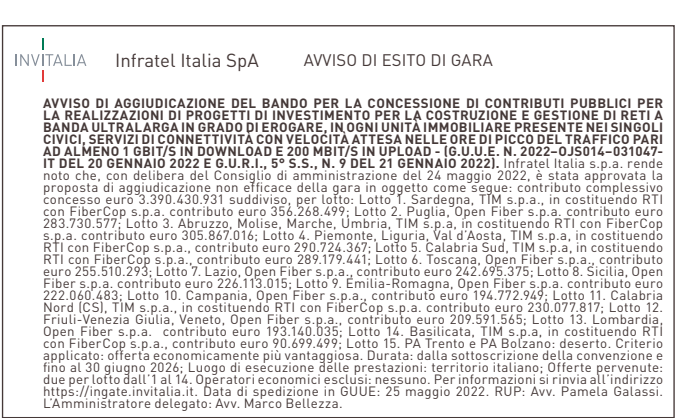 INVITALIA Infratel Italia SpA AVVISO DI ESITO DI GARA
AVVISO DI AGGIUDICAZIONE DEL BANDO PER LA CONCESSIONE DI CONTRIBUTI PUBBLICI PER
LA REALIZZAZIONI DI PROGETTI DI INVESTIMENTO PER LA COSTRUZIONE E GESTIONE DI RETI A
BANDA ULTRALARGA IN GRADO DI EROGARE, IN OGNI UNITÀ IMMOBILIARE PRESENTE NEI SINGOLI
CIVICI, SERVIZI DI CONNETTIVITÀ CON VELOCITÀ ATTESA NELLE ORE DI PICCO DEL TRAFFICO PARI
AD ALMENO 1 GBIT/S IN DOWNLOAD E 200 MBIT/S IN UPLOAD - (G.U.U.E. N. 2022-OJS014-031047-
IT DEL 20 GENNAIO 2022 E G.U.R.I., 5° S.S., N. 9 DEL 21 GENNAIO 2022). Infratel Italia s.p.a. rende
noto che, con delibera del Consiglio di amministrazione del 24 maggio 2022, è stata approvata la
proposta di aggiudicazione non efficace della gara in oggetto come segue: contributo complessivo
concesso euro 3.390.430.931 suddiviso, per lotto: Lotto 1. Sardegna, TIM s.p.a., in costituendo RTI
con FiberCop s.p.a. contributo euro 356.268.499; Lotto 2. Puglia, Open Fiber s.p.a. contributo euro
283.730.577; Lotto 3. Abruzzo, Molise, Marche, Umbria, TIM s.p.a, in costituendo RTI con FiberCop
s.p.a. contributo euro 305.867.016; Lotto 4. Piemonte, Liguria, Val d'Aosta, TIM s.p.a, in costituendo
RTI con FiberCop s.p.a., contributo euro 290.724.367; Lotto 5. Calabria Sud, TIM s.p.a, in costituendo
RTI con FiberCop s.p.a., contributo euro 289.179.441; Lotto 6. Toscana, Open Fiber s.p.a., contributo
euro 255.510.293; Lotto 7. Lazio, Open Fiber s.p.a., contributo euro 242.695.375; Lotto 8. Sicilia, Open
Fiber s.p.a. contributo euro 226.113.015; Lotto 9. Emilia-Romagna, Open Fiber s.p.a. contributo euro
222.060.483; Lotto 10. Campania, Open Fiber s.p.a., contributo euro 194.772.949; Lotto 11. Calabria
Nord (CS), TIM s.p.a., in costituendo RTI con FiberCop s.p.a. contributo euro 230.077.817; Lotto 12.
Friuli-Venezia Giulia, Veneto, Open Fiber s.p.a., contributo euro 209.591.565; Lotto 13. Lombardia,
Open Fiber s.p.a. contributo euro 193.140.035; Lotto 14. Basilicata, TIM s.p.a, in costituendo RTI
con FiberCop s.p.a., contributo euro 90.699.499; Lotto 15. PA Trento e PA Bolzano: deserto. Criterio
applicato: offerta economicamente più vantaggiosa. Durata: dalla sottoscrizione della convenzione e
fino al 30 giugno 2026; Luogo di esecuzione delle prestazioni: territorio italiano; Offerte pervenute:
due per lotto dall'1 al 14. Operatori economici esclusi: nessuno. Per informazioni si rinvia all'indirizzo
https://ingate.invitalia.it. Data di spedizione in GUUE: 25 maggio 2022. RUP: Avv. Pamela Galassi.
L'Amministratore delegato: Avv. Marco Bellezza.